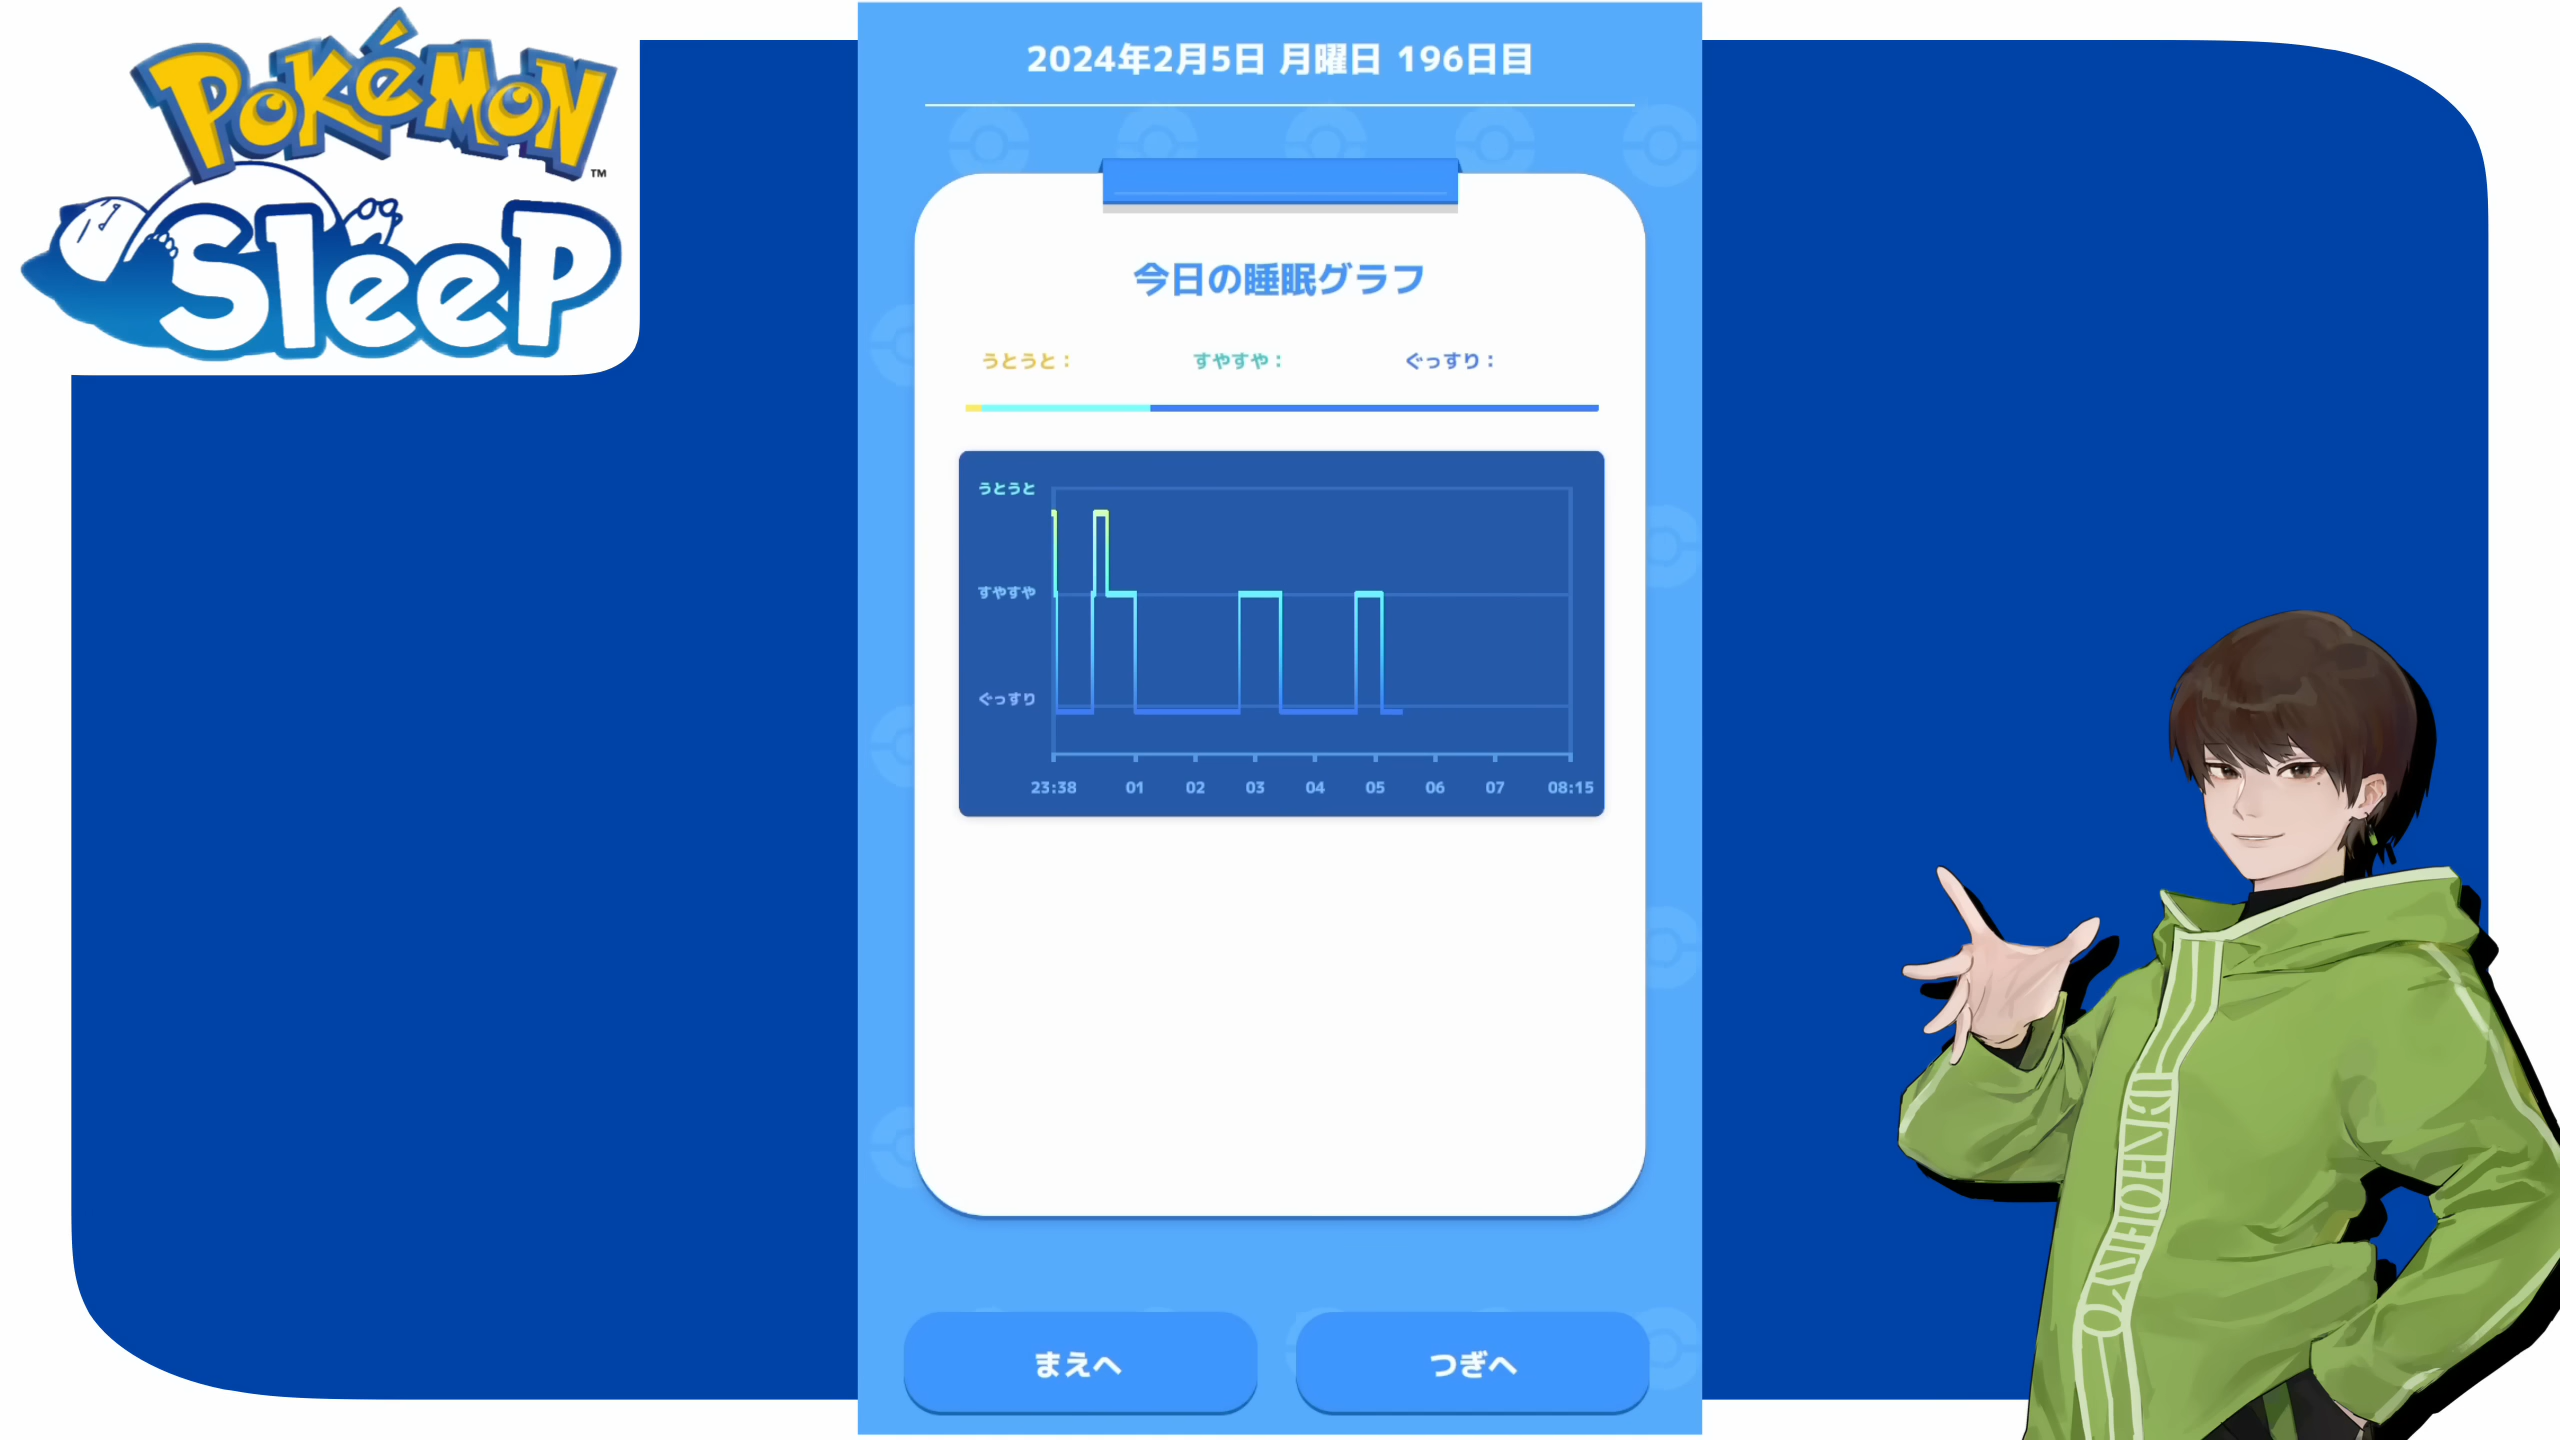 POKéMON
TM
Sleep
2024年2月5日 月曜日 196日目
今日の睡眠グラフ
うとうと： すやすや： ぐっすり：
うとうと
すやすや
ぐっすり
23:38 01 02 03 04 05 06 07 08:15
まえへ つぎへ